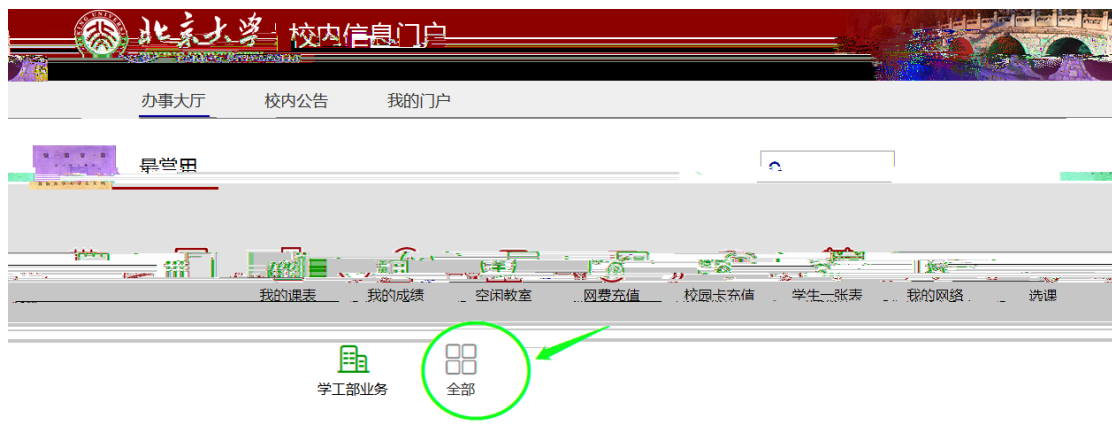 北京大学 校内信息门户
办事大厅 校内公告 我的门户
最常用
我的课表 我的成绩 空闲教室 网费充值 校园卡充值 学生一张表 我的网络 选课
学工部业务 全部